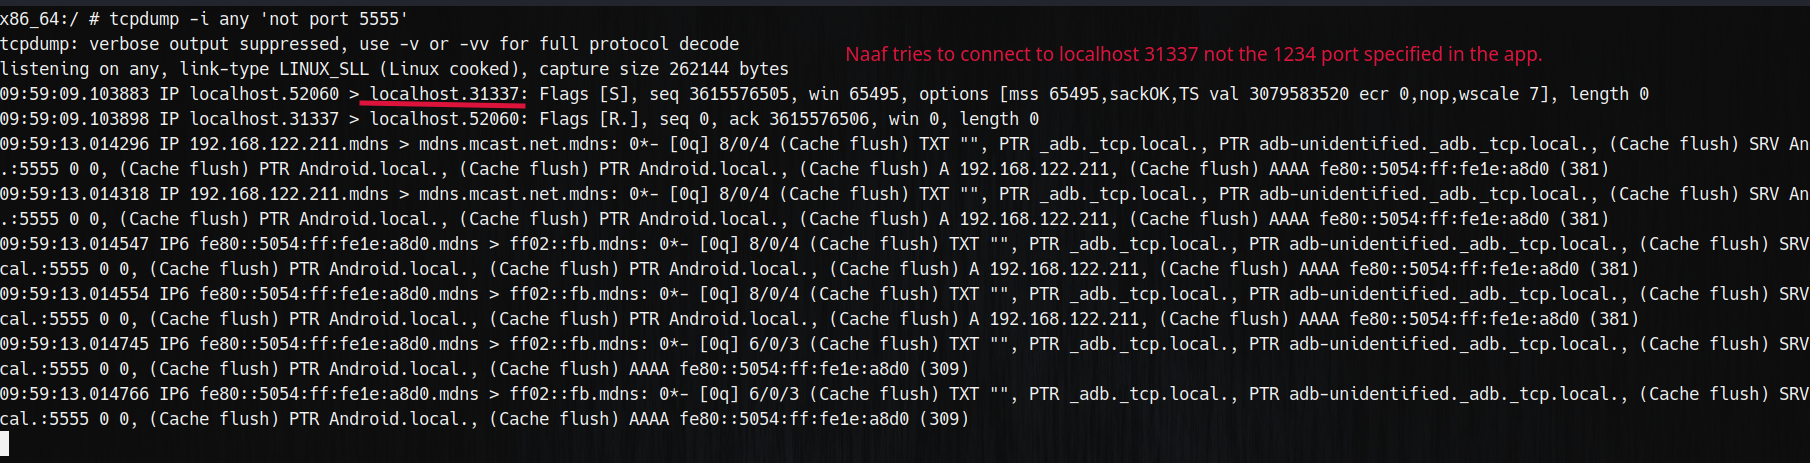 x86_64:/ # tcpdump -i any 'not port 5555'
tcpdump: verbose output suppressed, use -v or -vv for full protocol decode
Naaf tries to connect to localhost 31337 not the 1234 port specified in the app.
listening on any, link-type LINUX_SLL (Linux cooked), capture size 262144 bytes
09:59:09.103883 IP localhost.52060 > localhost.31337: Flags [S], seq 3615576505, win 65495, options [mss 65495,sackOK,TS val 3079583520 ecr 0,nop,wscale 7], length 0
09:59:09.103898 IP localhost.31337 > localhost.52060: Flags [R.], seq 0, ack 3615576506, win 0, length 0
09:59:13.014296 IP 192.168.122.211.mdns > mdns.mcast.net.mdns: 0*- [0q] 8/0/4 (Cache flush) TXT "", PTR _adb._tcp.local., PTR adb-unidentified._adb._tcp.local., (Cache flush) SRV An
.:5555 0 0, (Cache flush) PTR Android.local., (Cache flush) PTR Android.local., (Cache flush) A 192.168.122.211, (Cache flush) AAAA fe80::5054:ff:fe1e:a8d0 (381)
09:59:13.014318 IP 192.168.122.211.mdns > mdns.mcast.net.mdns: 0*- [0q] 8/0/4 (Cache flush) TXT "", PTR _adb._tcp.local., PTR adb-unidentified._adb._tcp.local., (Cache flush) SRV An
.:5555 0 0, (Cache flush) PTR Android.local., (Cache flush) PTR Android.local., (Cache flush) A 192.168.122.211, (Cache flush) AAAA fe80::5054:ff:fe1e:a8d0 (381)
09:59:13.014547 IP6 fe80::5054:ff:fe1e:a8d0.mdns > ff02::fb.mdns: 0*- [0q] 8/0/4 (Cache flush) TXT "", PTR _adb._tcp.local., PTR adb-unidentified._adb._tcp.local., (Cache flush) SRV
cal.:5555 0 0, (Cache flush) PTR Android.local., (Cache flush) PTR Android.local., (Cache flush) A 192.168.122.211, (Cache flush) AAAA fe80::5054:ff:fe1e:a8d0 (381)
09:59:13.014554 IP6 fe80::5054:ff:fe1e:a8d0.mdns > ff02::fb.mdns: 0*- [0q] 8/0/4 (Cache flush) TXT "", PTR _adb._tcp.local., PTR adb-unidentified._adb._tcp.local., (Cache flush) SRV
cal.:5555 0 0, (Cache flush) PTR Android.local., (Cache flush) PTR Android.local., (Cache flush) A 192.168.122.211, (Cache flush) AAAA fe80::5054:ff:fe1e:a8d0 (381)
09:59:13.014745 IP6 fe80::5054:ff:fe1e:a8d0.mdns > ff02::fb.mdns: 0*- [0q] 6/0/3 (Cache flush) TXT "", PTR _adb._tcp.local., PTR adb-unidentified._adb._tcp.local., (Cache flush) SRV
cal.:5555 0 0, (Cache flush) PTR Android.local., (Cache flush) AAAA fe80::5054:ff:fe1e:a8d0 (309)
09:59:13.014766 IP6 fe80::5054:ff:fe1e:a8d0.mdns > ff02::fb.mdns: 0*- [0q] 6/0/3 (Cache flush) TXT "", PTR _adb._tcp.local., PTR adb-unidentified._adb._tcp.local., (Cache flush) SRV
cal.:5555 0 0, (Cache flush) PTR Android.local., (Cache flush) AAAA fe80::5054:ff:fe1e:a8d0 (309)